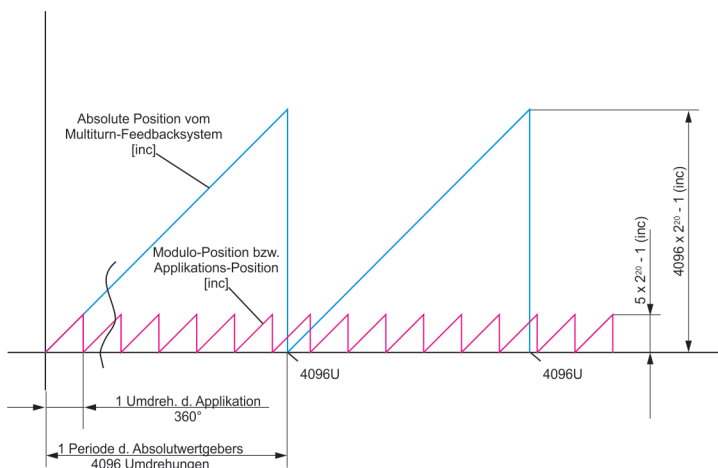 Absolute Position vom
Multiturn-Feedbacksystem
[inc]
Modulo-Position bzw.
Applikations-Position
[inc]
5 x 2²⁰ - 1 (inc)
4096 x 2²⁰ - 1 (inc)
4096U
4096U
1 Umdreh. d. Applikation
360°
1 Periode d. Absolutwertgebers
4096 Umdrehungen